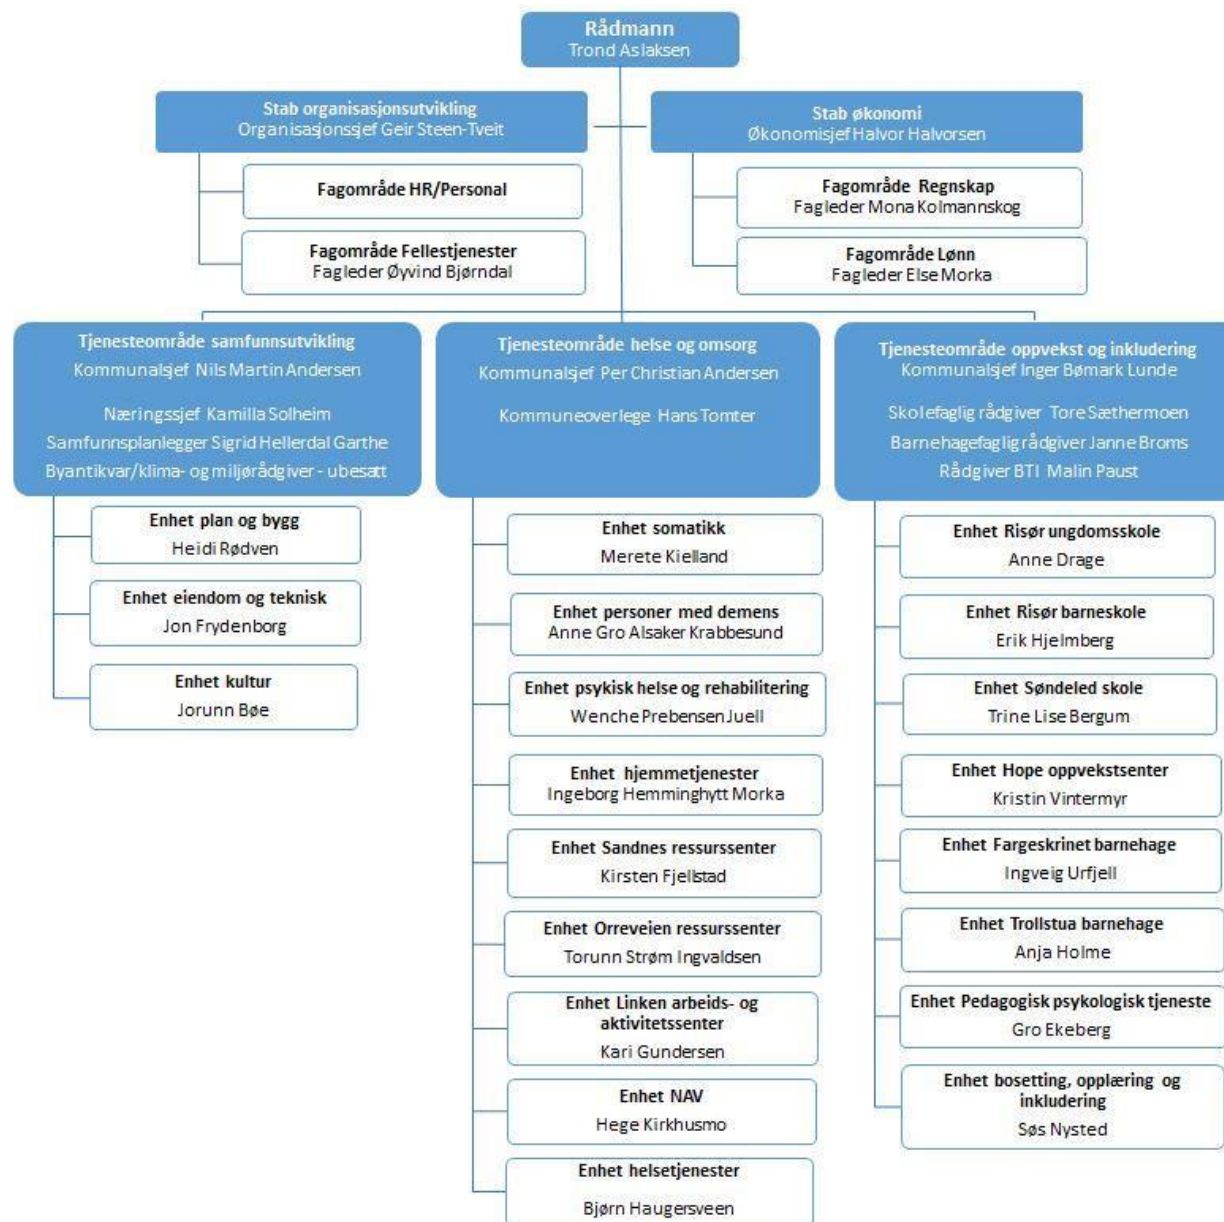 Rådmann
Trond Aslaksen
Stab organisasjonsutvikling
Organisasjonssjef Geir Steen-Tveit
Stab økonomi
Økonomisjef Halvor Halvorsen
Fagområde HR/Personal
Fagområde Fellestjenester
Fagleder Øyvind Bjørndal
Fagområde Regnskap
Fagleder Mona Kolmannskog
Fagområde Lønn
Fagleder Else Morka
Tjenesteområde samfunnsutvikling
Kommunalsjef Nils Martin Andersen
Næringssjef Kamilla Solheim
Samfunnsplanlegger Sigrid Hellerdal Garthe
Byantikvar/klima- og miljørådgiver - ubesatt
Enhet plan og bygg
Heidi Rødven
Enhet eiendom og teknisk
Jon Frydenborg
Enhet kultur
Jorunn Bøe
Tjenesteområde helse og omsorg
Kommunalsjef Per Christian Andersen
Kommuneoverlege Hans Tomter
Enhet somatikk
Merete Kielland
Enhet personer med demens
Anne Gro Alsaker Krabbesund
Enhet psykisk helse og rehabilitering
Wenche Prebensen Juell
Enhet hjemmetjenester
Ingeborg Hemminghytt Morka
Enhet Sandnes ressurssenter
Kirsten Fjellstad
Enhet Orreveien ressurssenter
Torunn Strøm Ingvaldsen
Enhet Linken arbeids- og
aktivitetssenter
Kari Gundersen
Enhet NAV
Hege Kirkhusmo
Enhet helsetjenester
Bjørn Haugersveen
Tjenesteområde oppvekst og inkludering
Kommunalsjef Inger Bømark Lunde
Skolefaglig rådgiver Tore Sæthermoen
Barnehagefaglig rådgiver Janne Broms
Rådgiver BTI Malin Paust
Enhet Risør ungdomsskole
Anne Drage
Enhet Risør barneskole
Erik Hjelmberg
Enhet Søndeled skole
Trine Lise Bergum
Enhet Hope oppvekstsenter
Kristin Vintermyr
Enhet Fargeskrinet barnehage
Ingveig Urfjell
Enhet Trollstua barnehage
Anja Holme
Enhet Pedagogisk psykologisk tjeneste
Gro Ekeberg
Enhet bosetting, opplæring og
inkludering
Søs Nysted